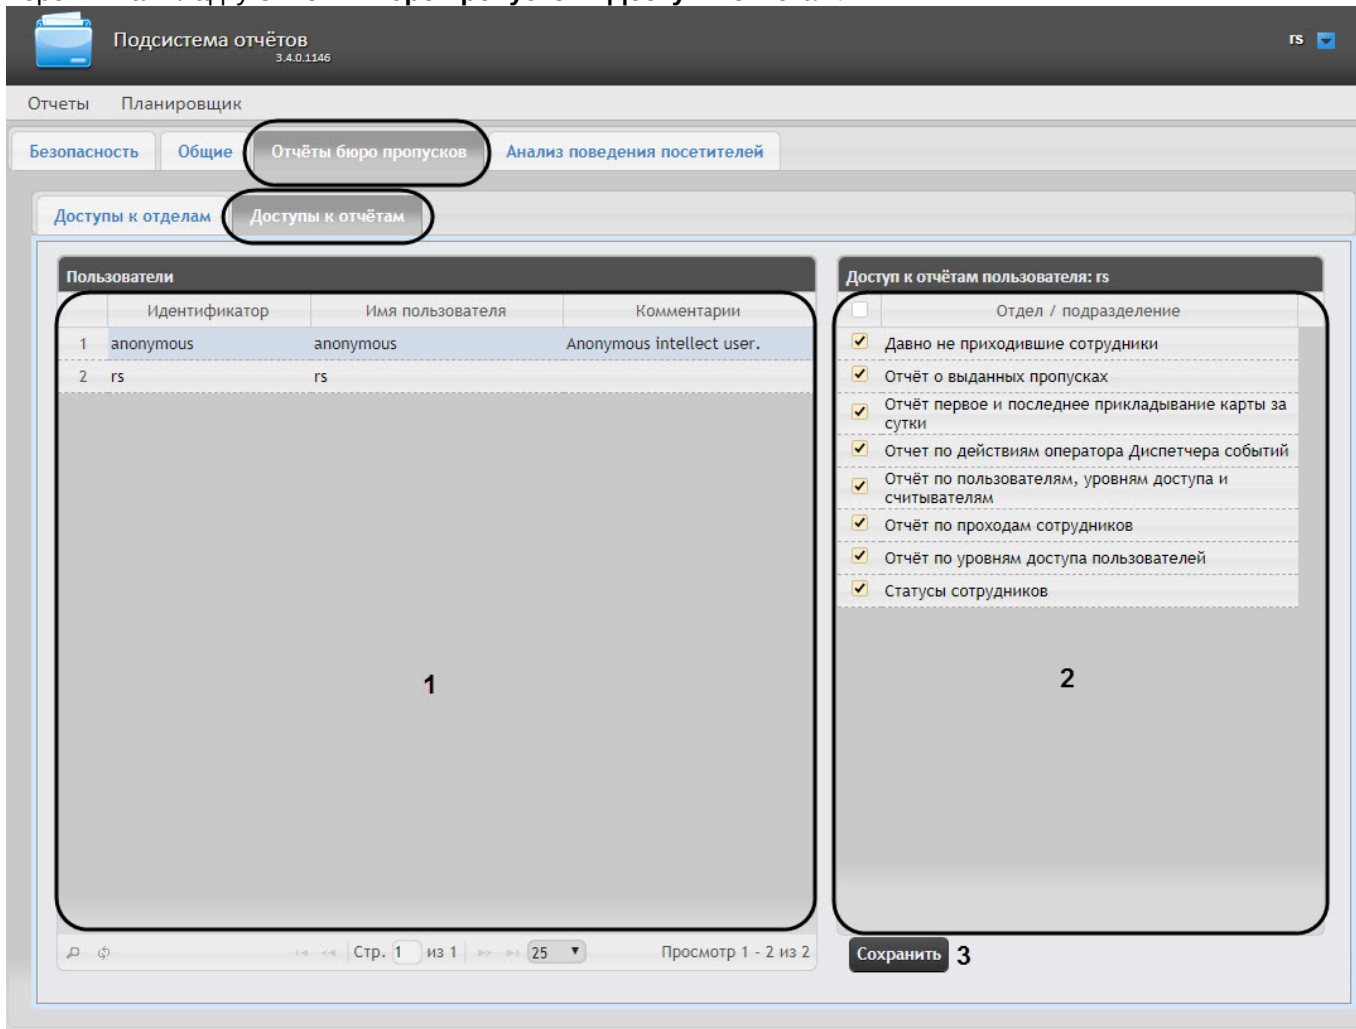 Подсистема отчётов
3.4.0.1146
rs
Отчеты Планировщик
Безопасность Общие Отчёты бюро пропусков Анализ поведения посетителей
Доступы к отделам Доступы к отчётам
Пользователи
Идентификатор Имя пользователя Комментарии
1 anonymous anonymous Anonymous intellect user.
2 rs rs
1
Стр. 1 из 1 25 Просмотр 1 - 2 из 2
Доступ к отчётам пользователя: rs
Отдел / подразделение
Давно не приходившие сотрудники
Отчёт о выданных пропусках
Отчёт первое и последнее прикладывание карты за
сутки
Отчет по действиям оператора Диспетчера событий
Отчёт по пользователям, уровням доступа и
считывателям
Отчёт по проходам сотрудников
Отчёт по уровням доступа пользователей
Статусы сотрудников
2
Сохранить 3